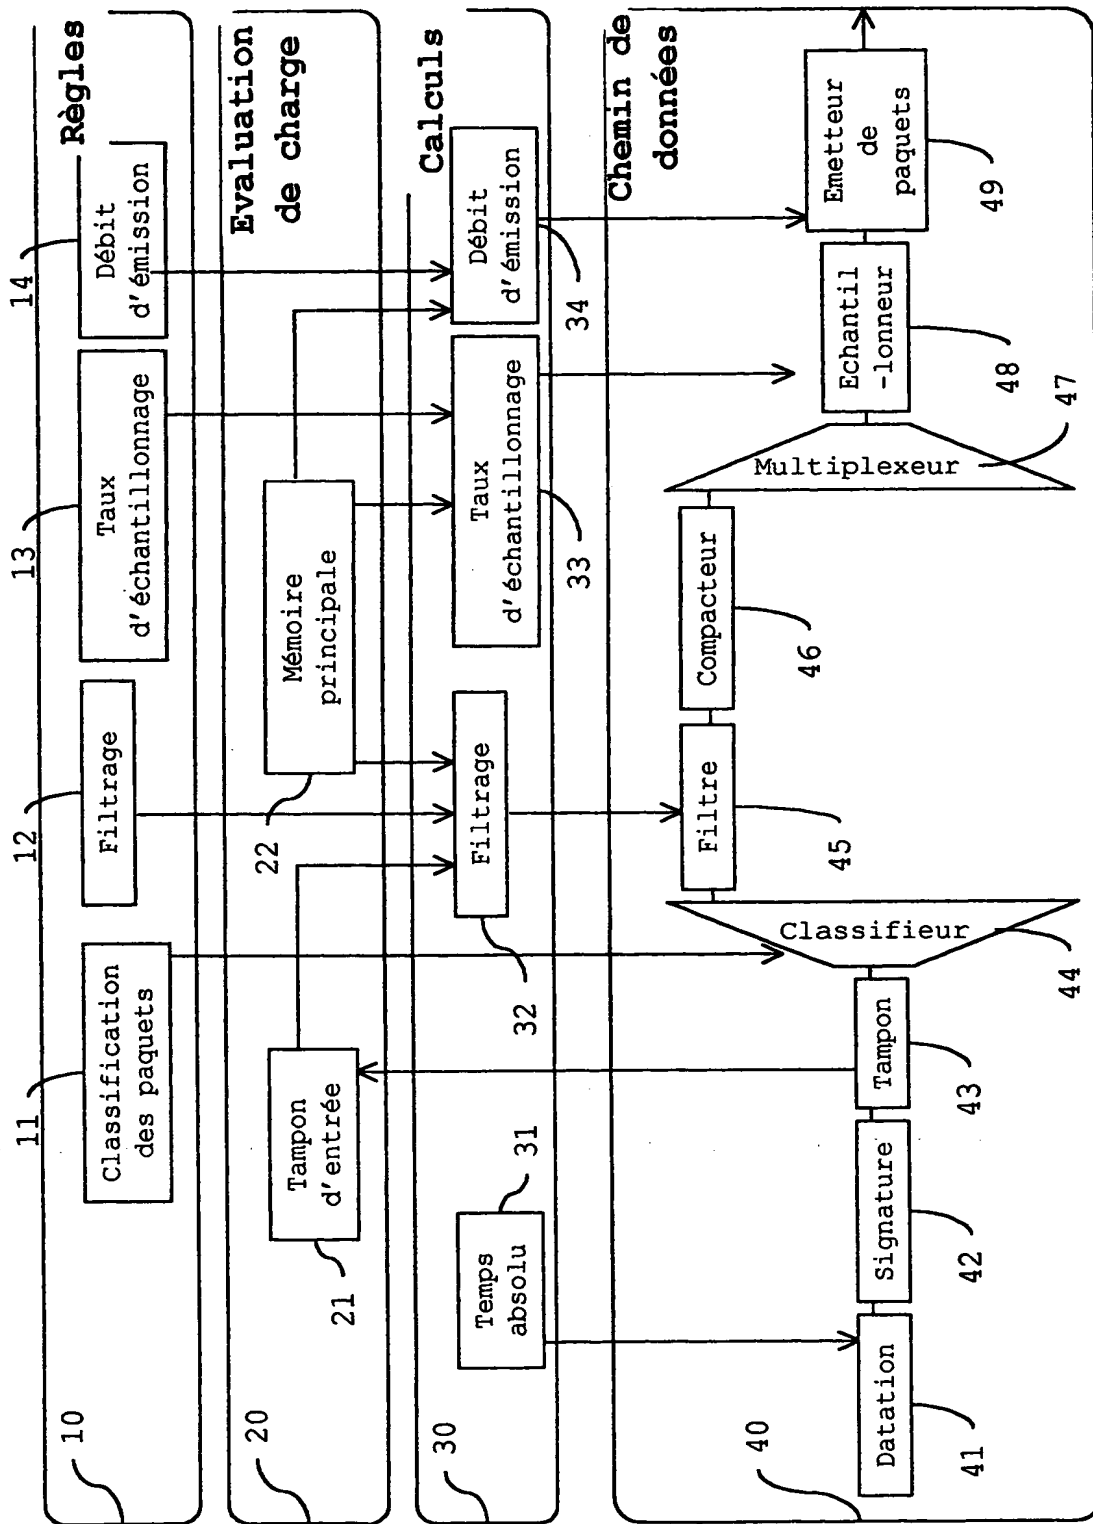 10
11
12
13
14
Règles
Classification
des paquets
Filtrage
Taux
d'échantillonnage
Débit
d'émission
20
21
22
Evaluation
de charge
Tampon
d'entrée
Mémoire
principale
30
31
32
33
34
Calculs
Temps
absolu
Filtrage
Taux
d'échantillonnage
Débit
d'émission
40
Chemin de
données
Datation
41
Signature
42
Tampon
43
Classifieur
44
Filtre
45
Compacteur
46
Multiplexeur
47
Echantil
-lonneur
48
Emetteur
de
paquets
49